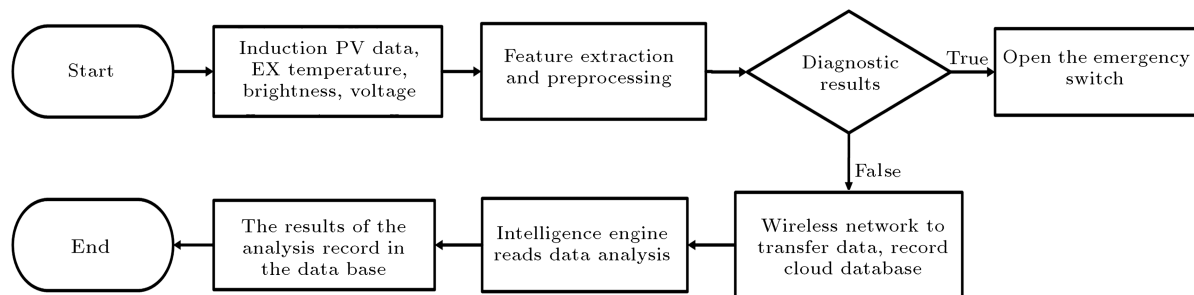 Start
Induction PV data,
EX temperature,
brightness, voltage
Feature extraction
and preprocessing
Diagnostic
results
True
Open the emergency
switch
False
Wireless network to
transfer data, record
cloud database
Intelligence engine
reads data analysis
The results of the
analysis record in
the data base
End